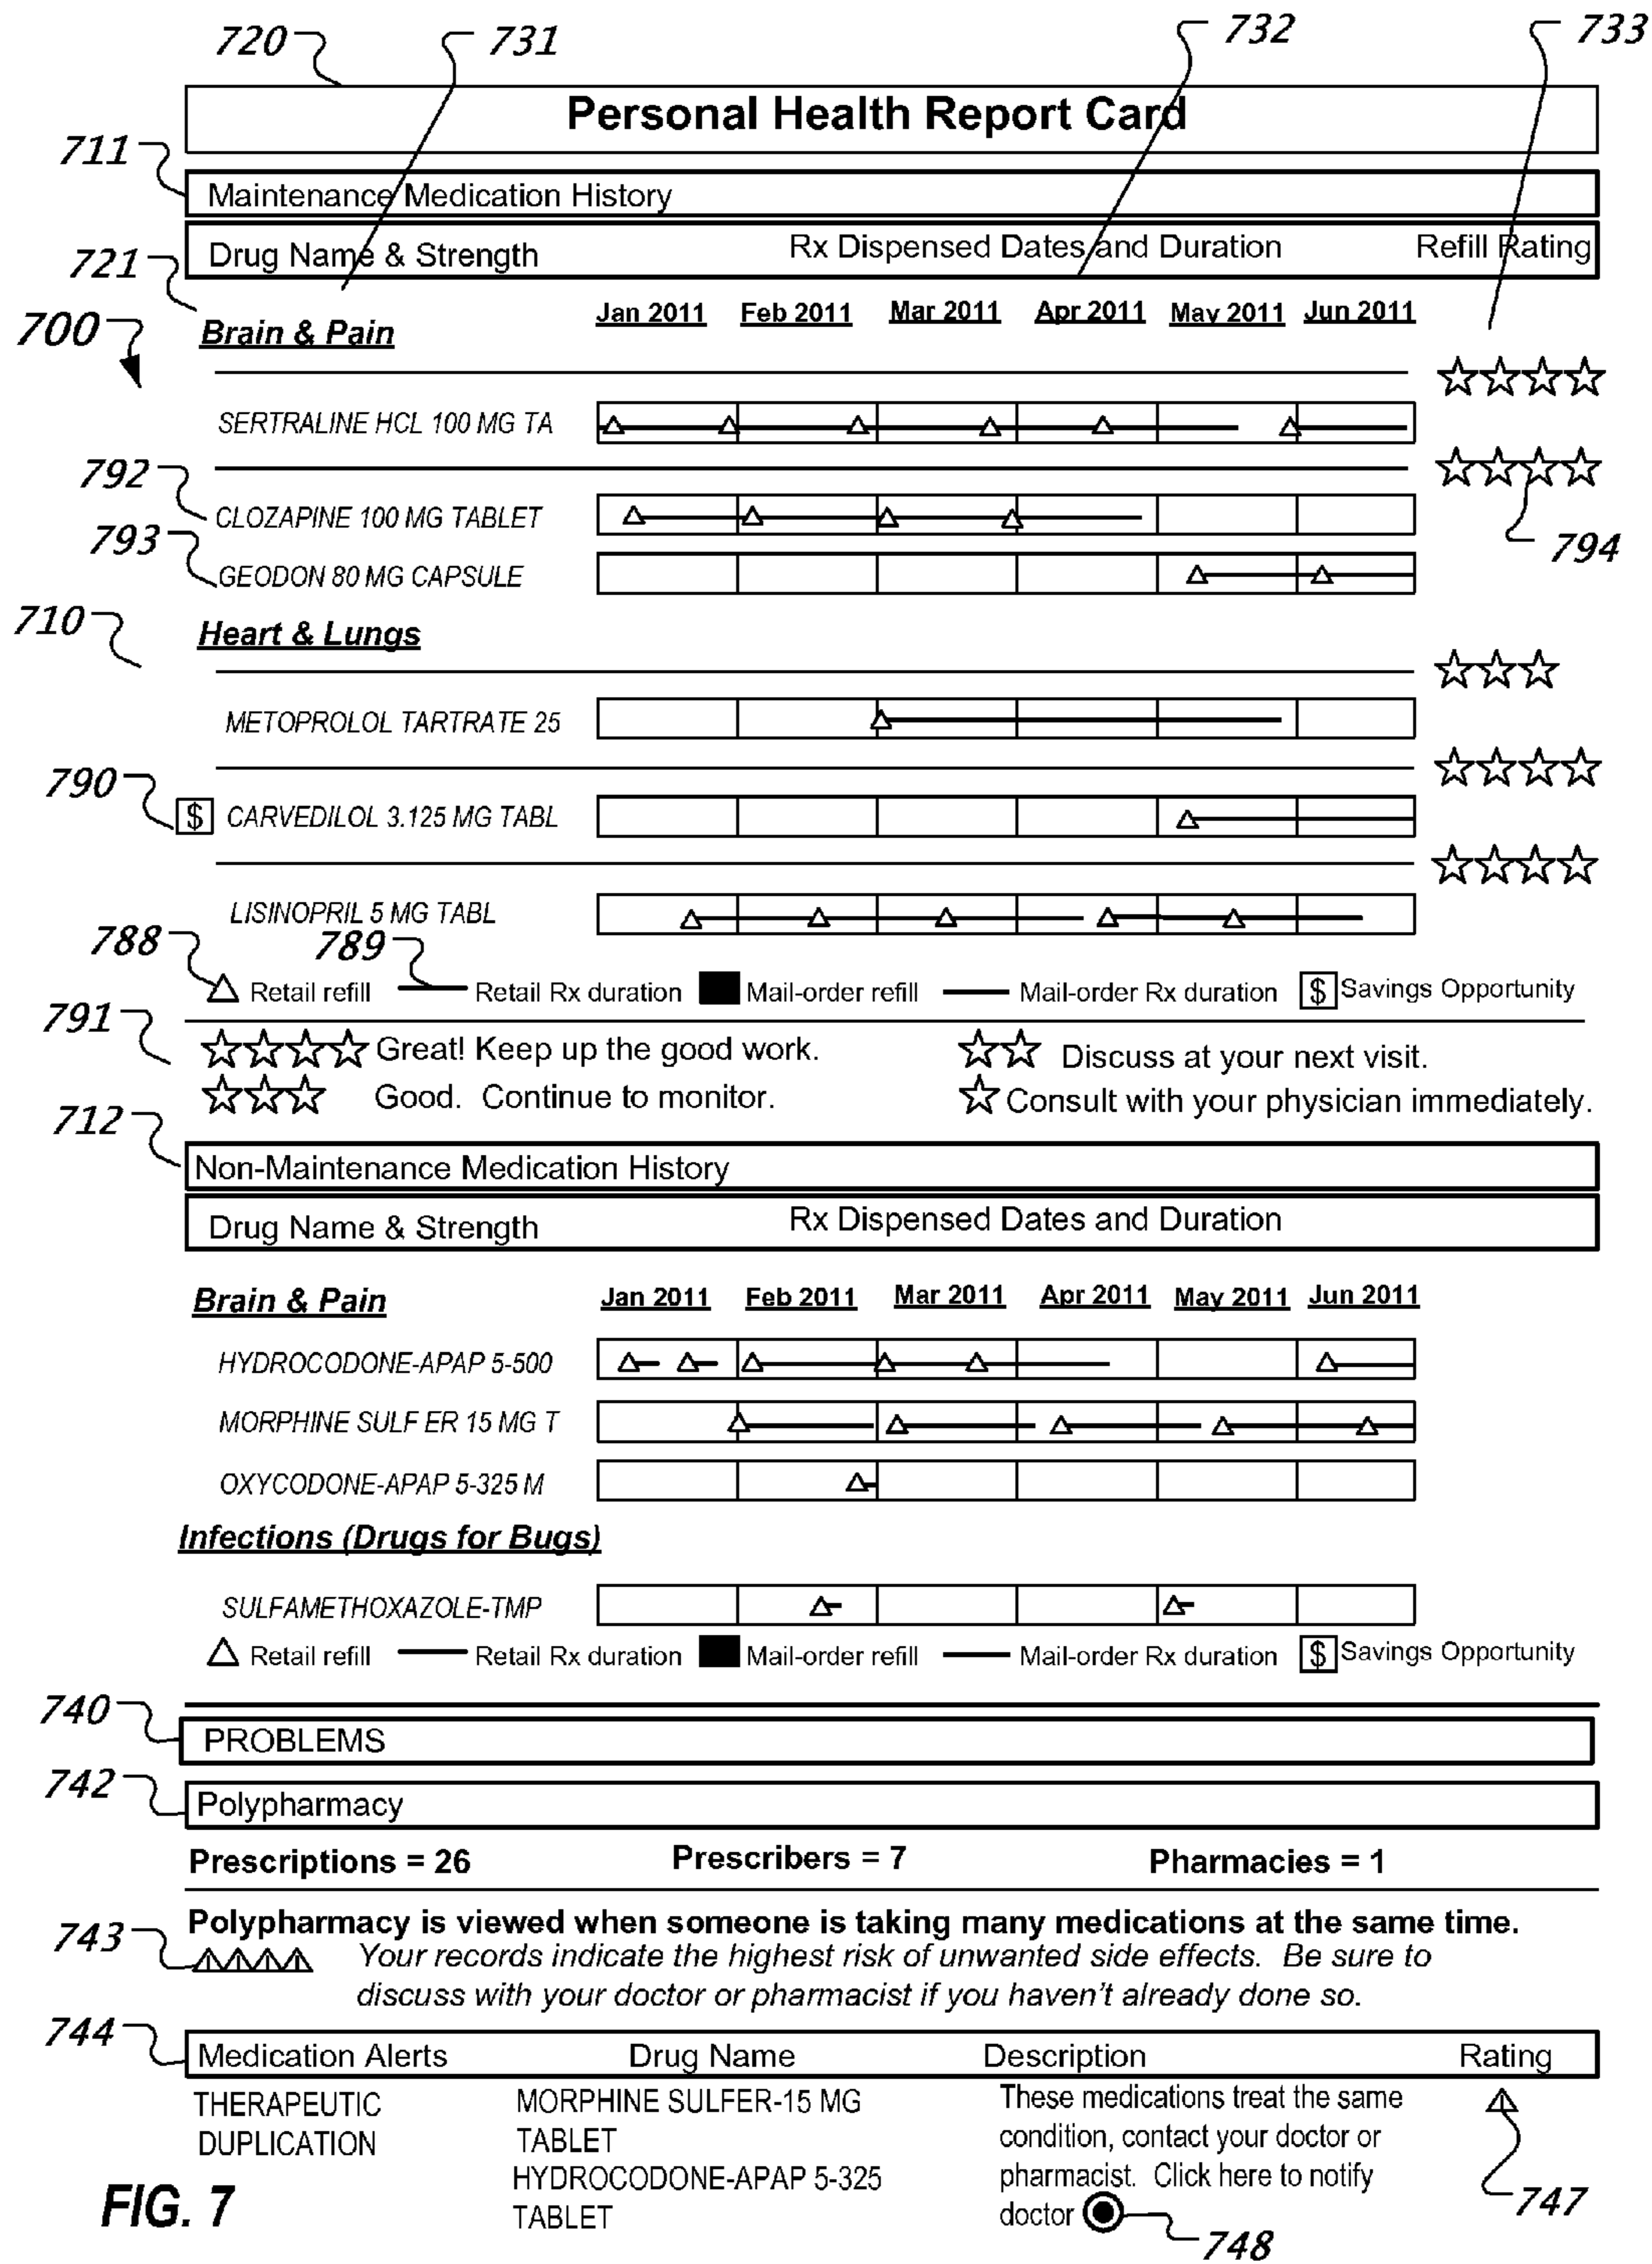 720 731 732 733
Personal Health Report Card
711
Maintenance Medication History
721
Drug Name & Strength Rx Dispensed Dates and Duration Refill Rating
700
Brain & Pain Jan 2011 Feb 2011 Mar 2011 Apr 2011 May 2011 Jun 2011
SERTRALINE HCL 100 MG TA
792
CLOZAPINE 100 MG TABLET
793 794
GEODON 80 MG CAPSULE
710
Heart & Lungs
METOPROLOL TARTRATE 25
790
$ CARVEDILOL 3.125 MG TABL
LISINOPRIL 5 MG TABL
788 789
Retail refill Retail Rx duration Mail-order refill Mail-order Rx duration $ Savings Opportunity
791
Great! Keep up the good work. Discuss at your next visit.
Good. Continue to monitor. Consult with your physician immediately.
712
Non-Maintenance Medication History
Drug Name & Strength Rx Dispensed Dates and Duration
Brain & Pain Jan 2011 Feb 2011 Mar 2011 Apr 2011 May 2011 Jun 2011
HYDROCODONE-APAP 5-500
MORPHINE SULF ER 15 MG T
OXYCODONE-APAP 5-325 M
Infections (Drugs for Bugs)
SULFAMETHOXAZOLE-TMP
Retail refill Retail Rx duration Mail-order refill Mail-order Rx duration $ Savings Opportunity
740
PROBLEMS
742
Polypharmacy
Prescriptions = 26 Prescribers = 7 Pharmacies = 1
Polypharmacy is viewed when someone is taking many medications at the same time.
743
Your records indicate the highest risk of unwanted side effects. Be sure to
discuss with your doctor or pharmacist if you haven't already done so.
744
Medication Alerts Drug Name Description Rating
THERAPEUTIC MORPHINE SULFER-15 MG These medications treat the same
DUPLICATION TABLET condition, contact your doctor or
HYDROCODONE-APAP 5-325 pharmacist. Click here to notify
TABLET doctor
747
748
FIG. 7